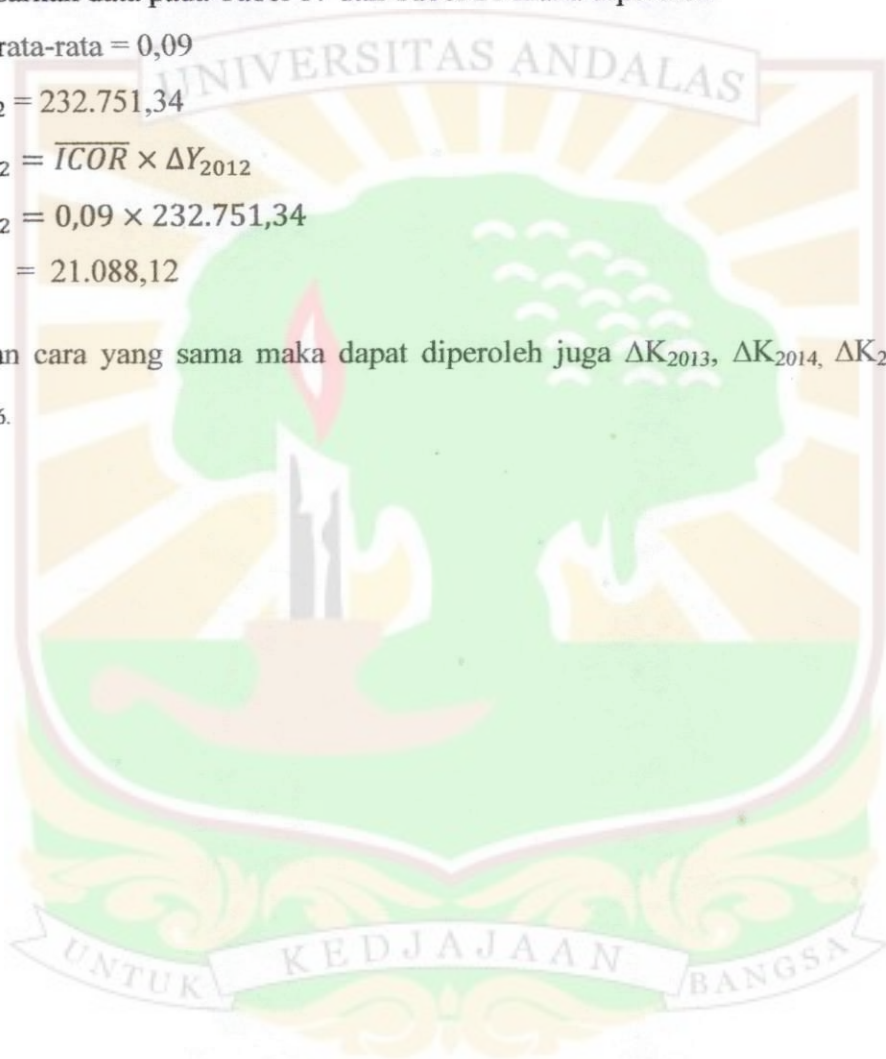 rata-rata = 0,09
UNIVERSITAS ANDALAS
2 = 232.751,34
2 = \overline{ICOR} × ΔY₂₀₁₂
2 = 0,09 × 232.751,34
= 21.088,12
cara yang sama maka dapat diperoleh juga ΔK₂₀₁₃, ΔK₂₀₁₄, ΔK₂
UNTUK KEDJAJAAN BANGSA